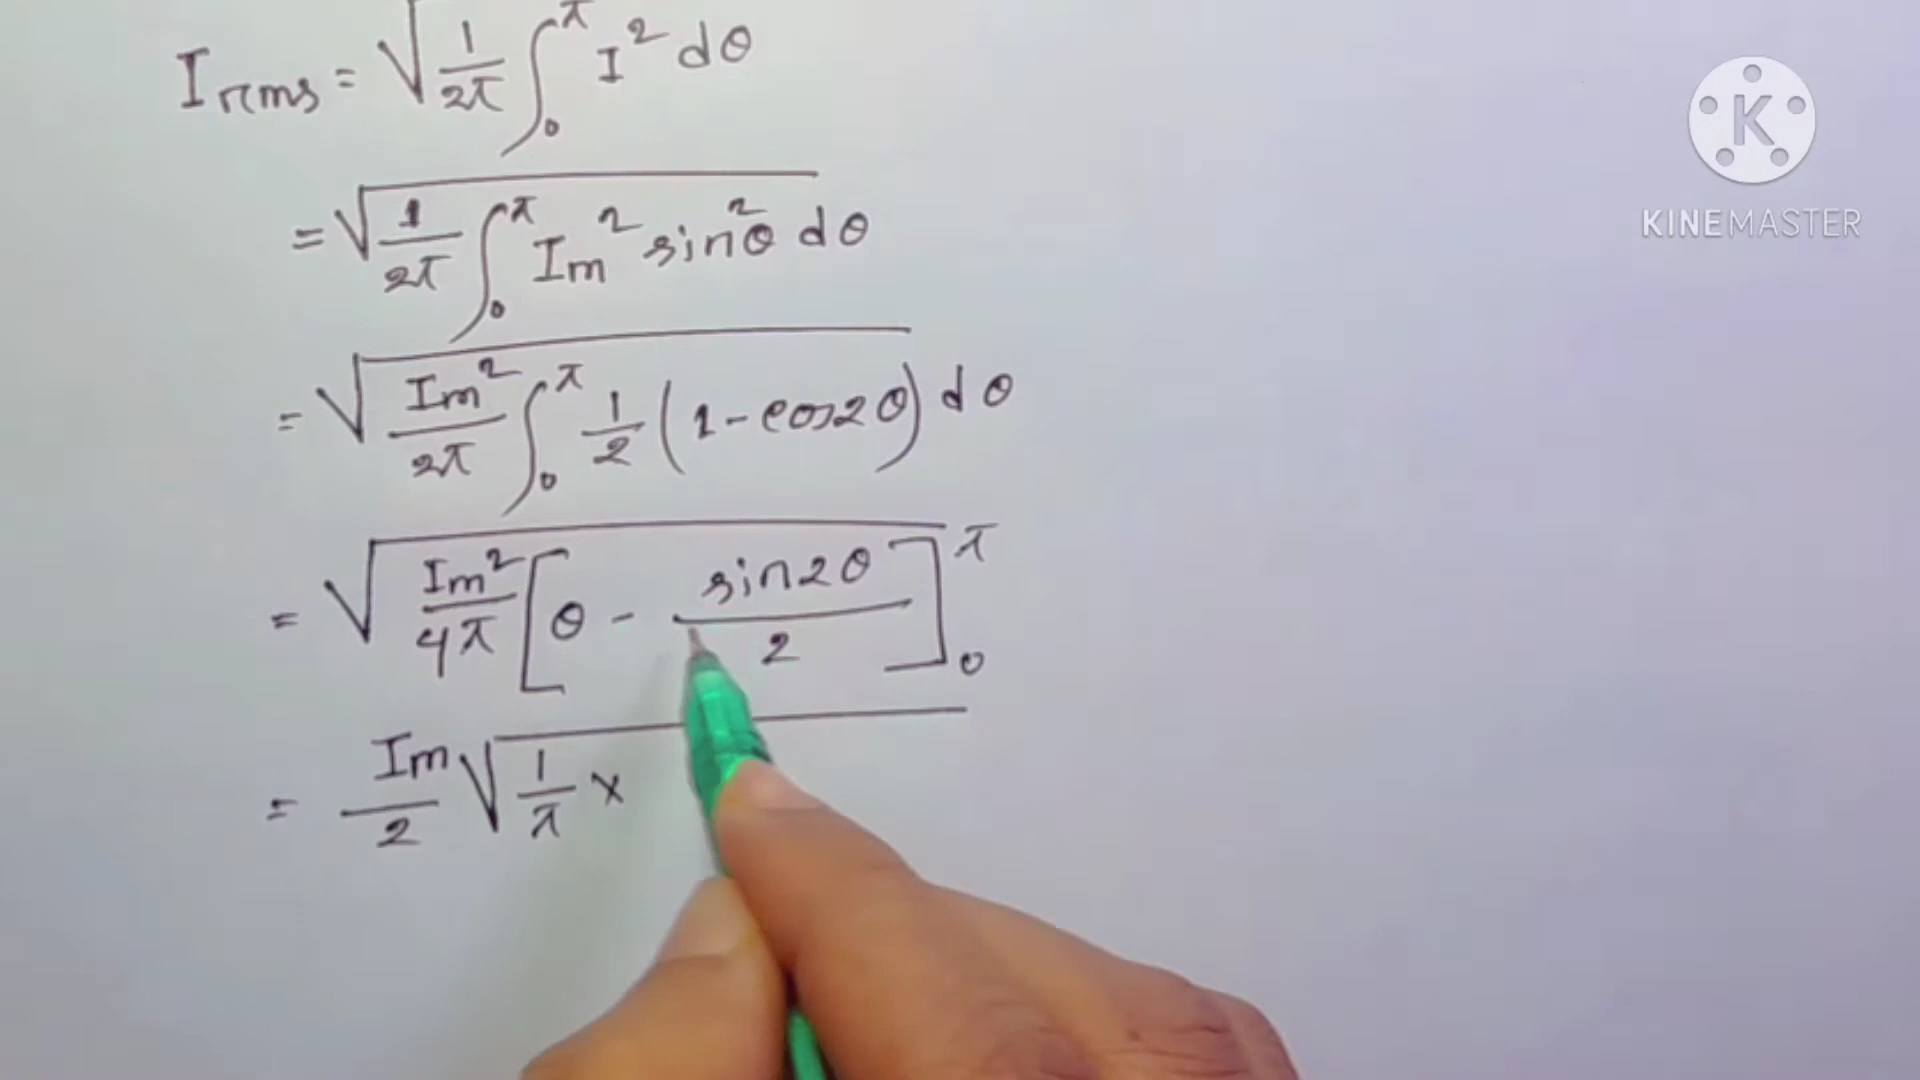 Irms = √ 1/2π ∫₀^π I² dθ
= √ 1/2π ∫₀^π Im² sin²θ dθ
= √ Im²/2π ∫₀^π 1/2 (1 - cos2θ) dθ
= √ Im²/4π [θ - sin2θ/2]₀^π
= Im/2 √ 1/π ×
K
KINEMASTER